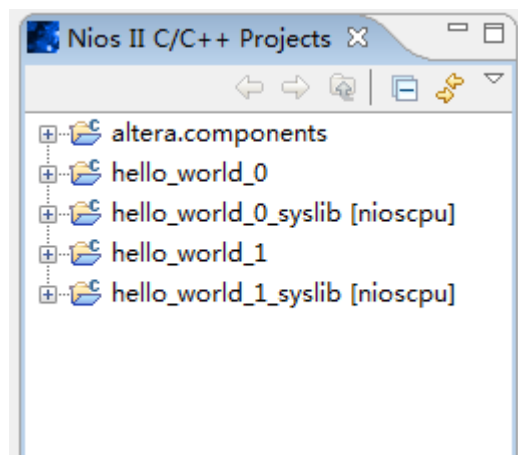 Nios II C/C++ Projects
altera.components
hello_world_0
hello_world_0_syslib [nioscpu]
hello_world_1
hello_world_1_syslib [nioscpu]